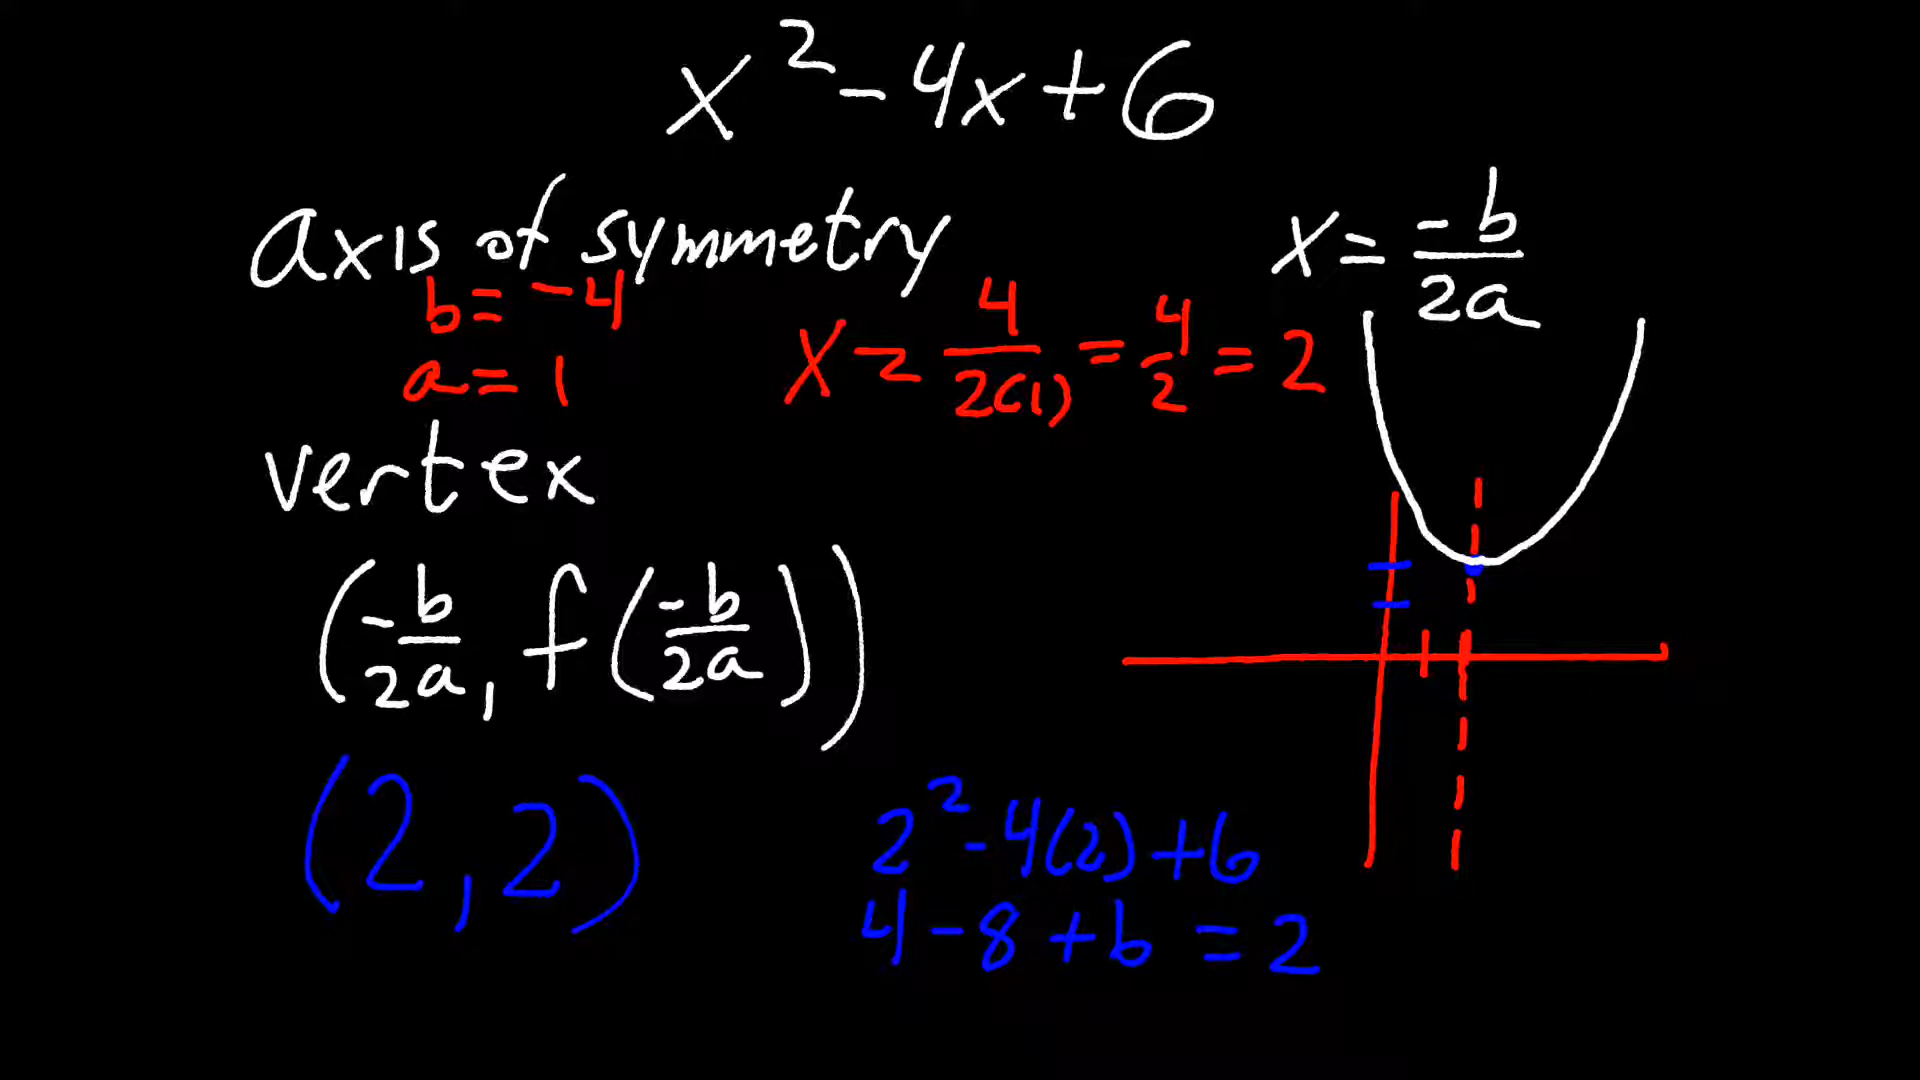 x² - 4x + 6
axis of symmetry
x = -b/2a
b = -4
a = 1
x = 4/2(1) = 4/2 = 2
vertex
(-b/2a, f(-b/2a))
(2, 2)
2² - 4(2) + 6
4 - 8 + 6 = 2